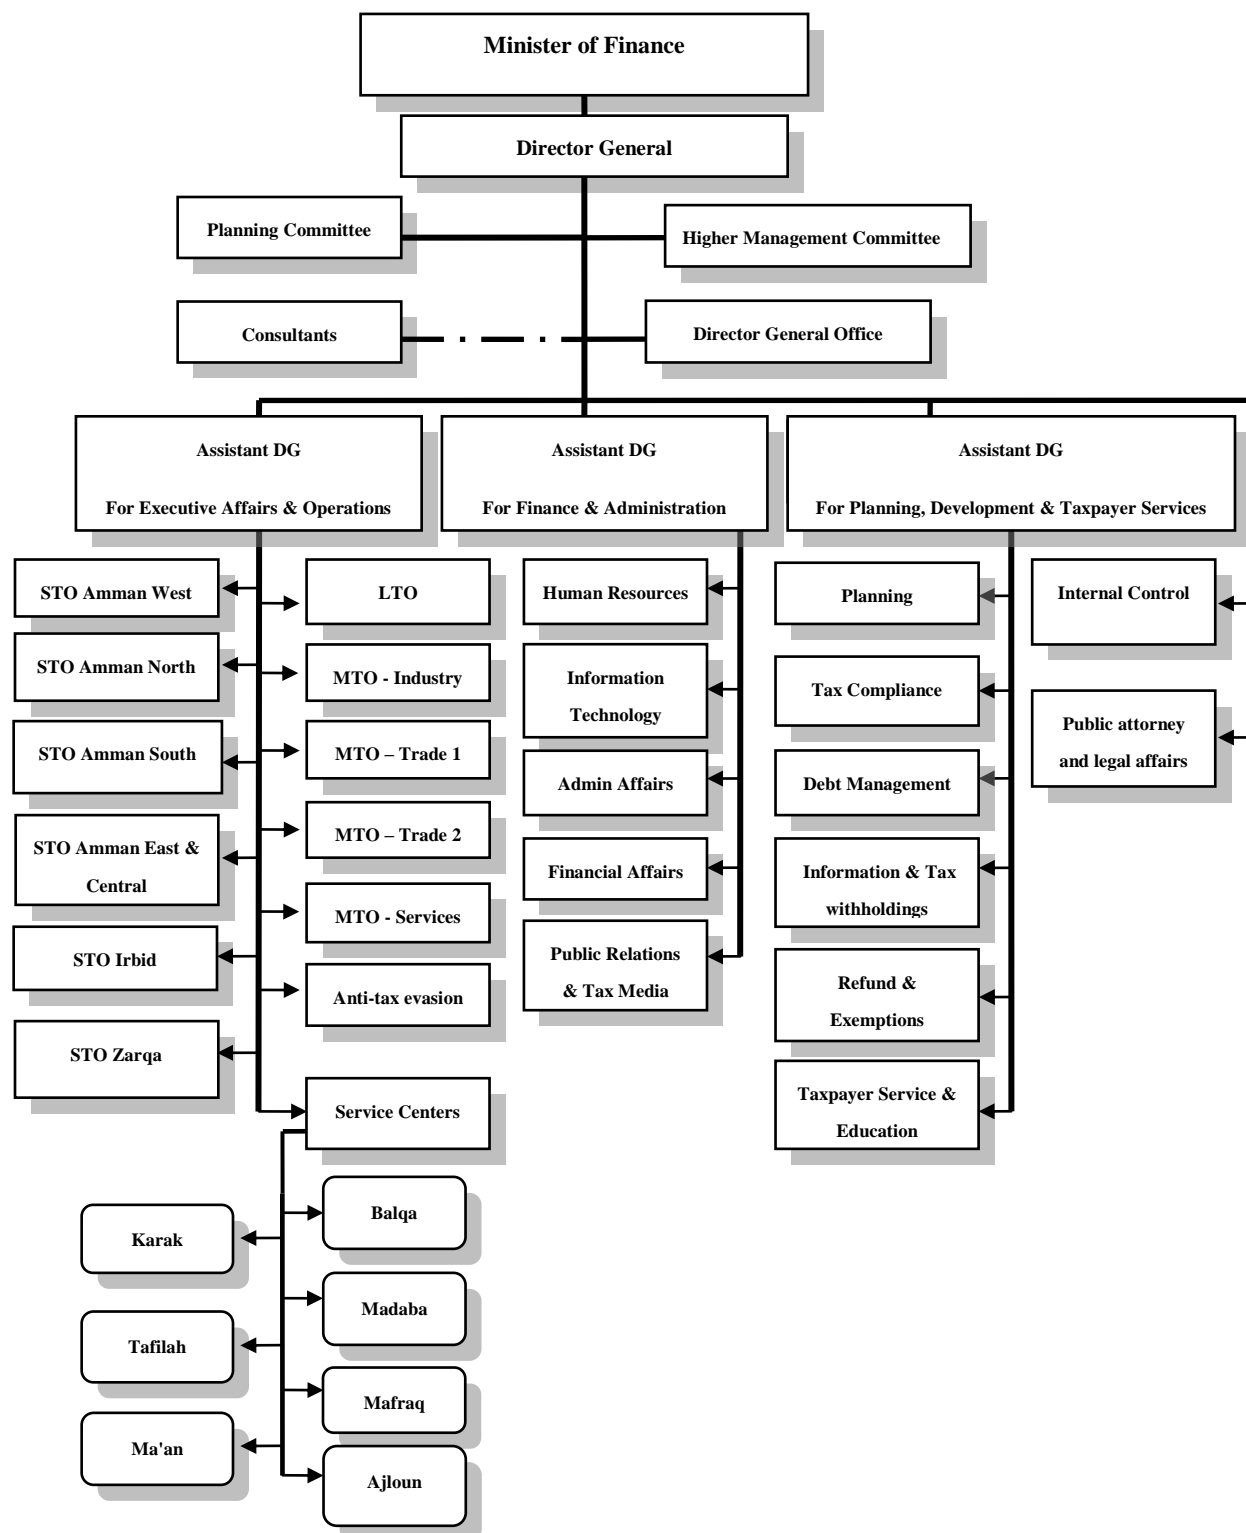 Minister of Finance
Director General
Planning Committee
Higher Management Committee
Consultants
Director General Office
Assistant DG
For Executive Affairs & Operations
Assistant DG
For Finance & Administration
Assistant DG
For Planning, Development & Taxpayer Services
STO Amman West
STO Amman North
STO Amman South
STO Amman East &
Central
STO Irbid
STO Zarqa
LTO
MTO - Industry
MTO – Trade 1
MTO – Trade 2
MTO - Services
Anti-tax evasion
Service Centers
Human Resources
Information
Technology
Admin Affairs
Financial Affairs
Public Relations
& Tax Media
Planning
Tax Compliance
Debt Management
Information & Tax
withholdings
Refund &
Exemptions
Taxpayer Service &
Education
Internal Control
Public attorney
and legal affairs
Karak
Tafilah
Ma'an
Balqa
Madaba
Mafraq
Ajloun